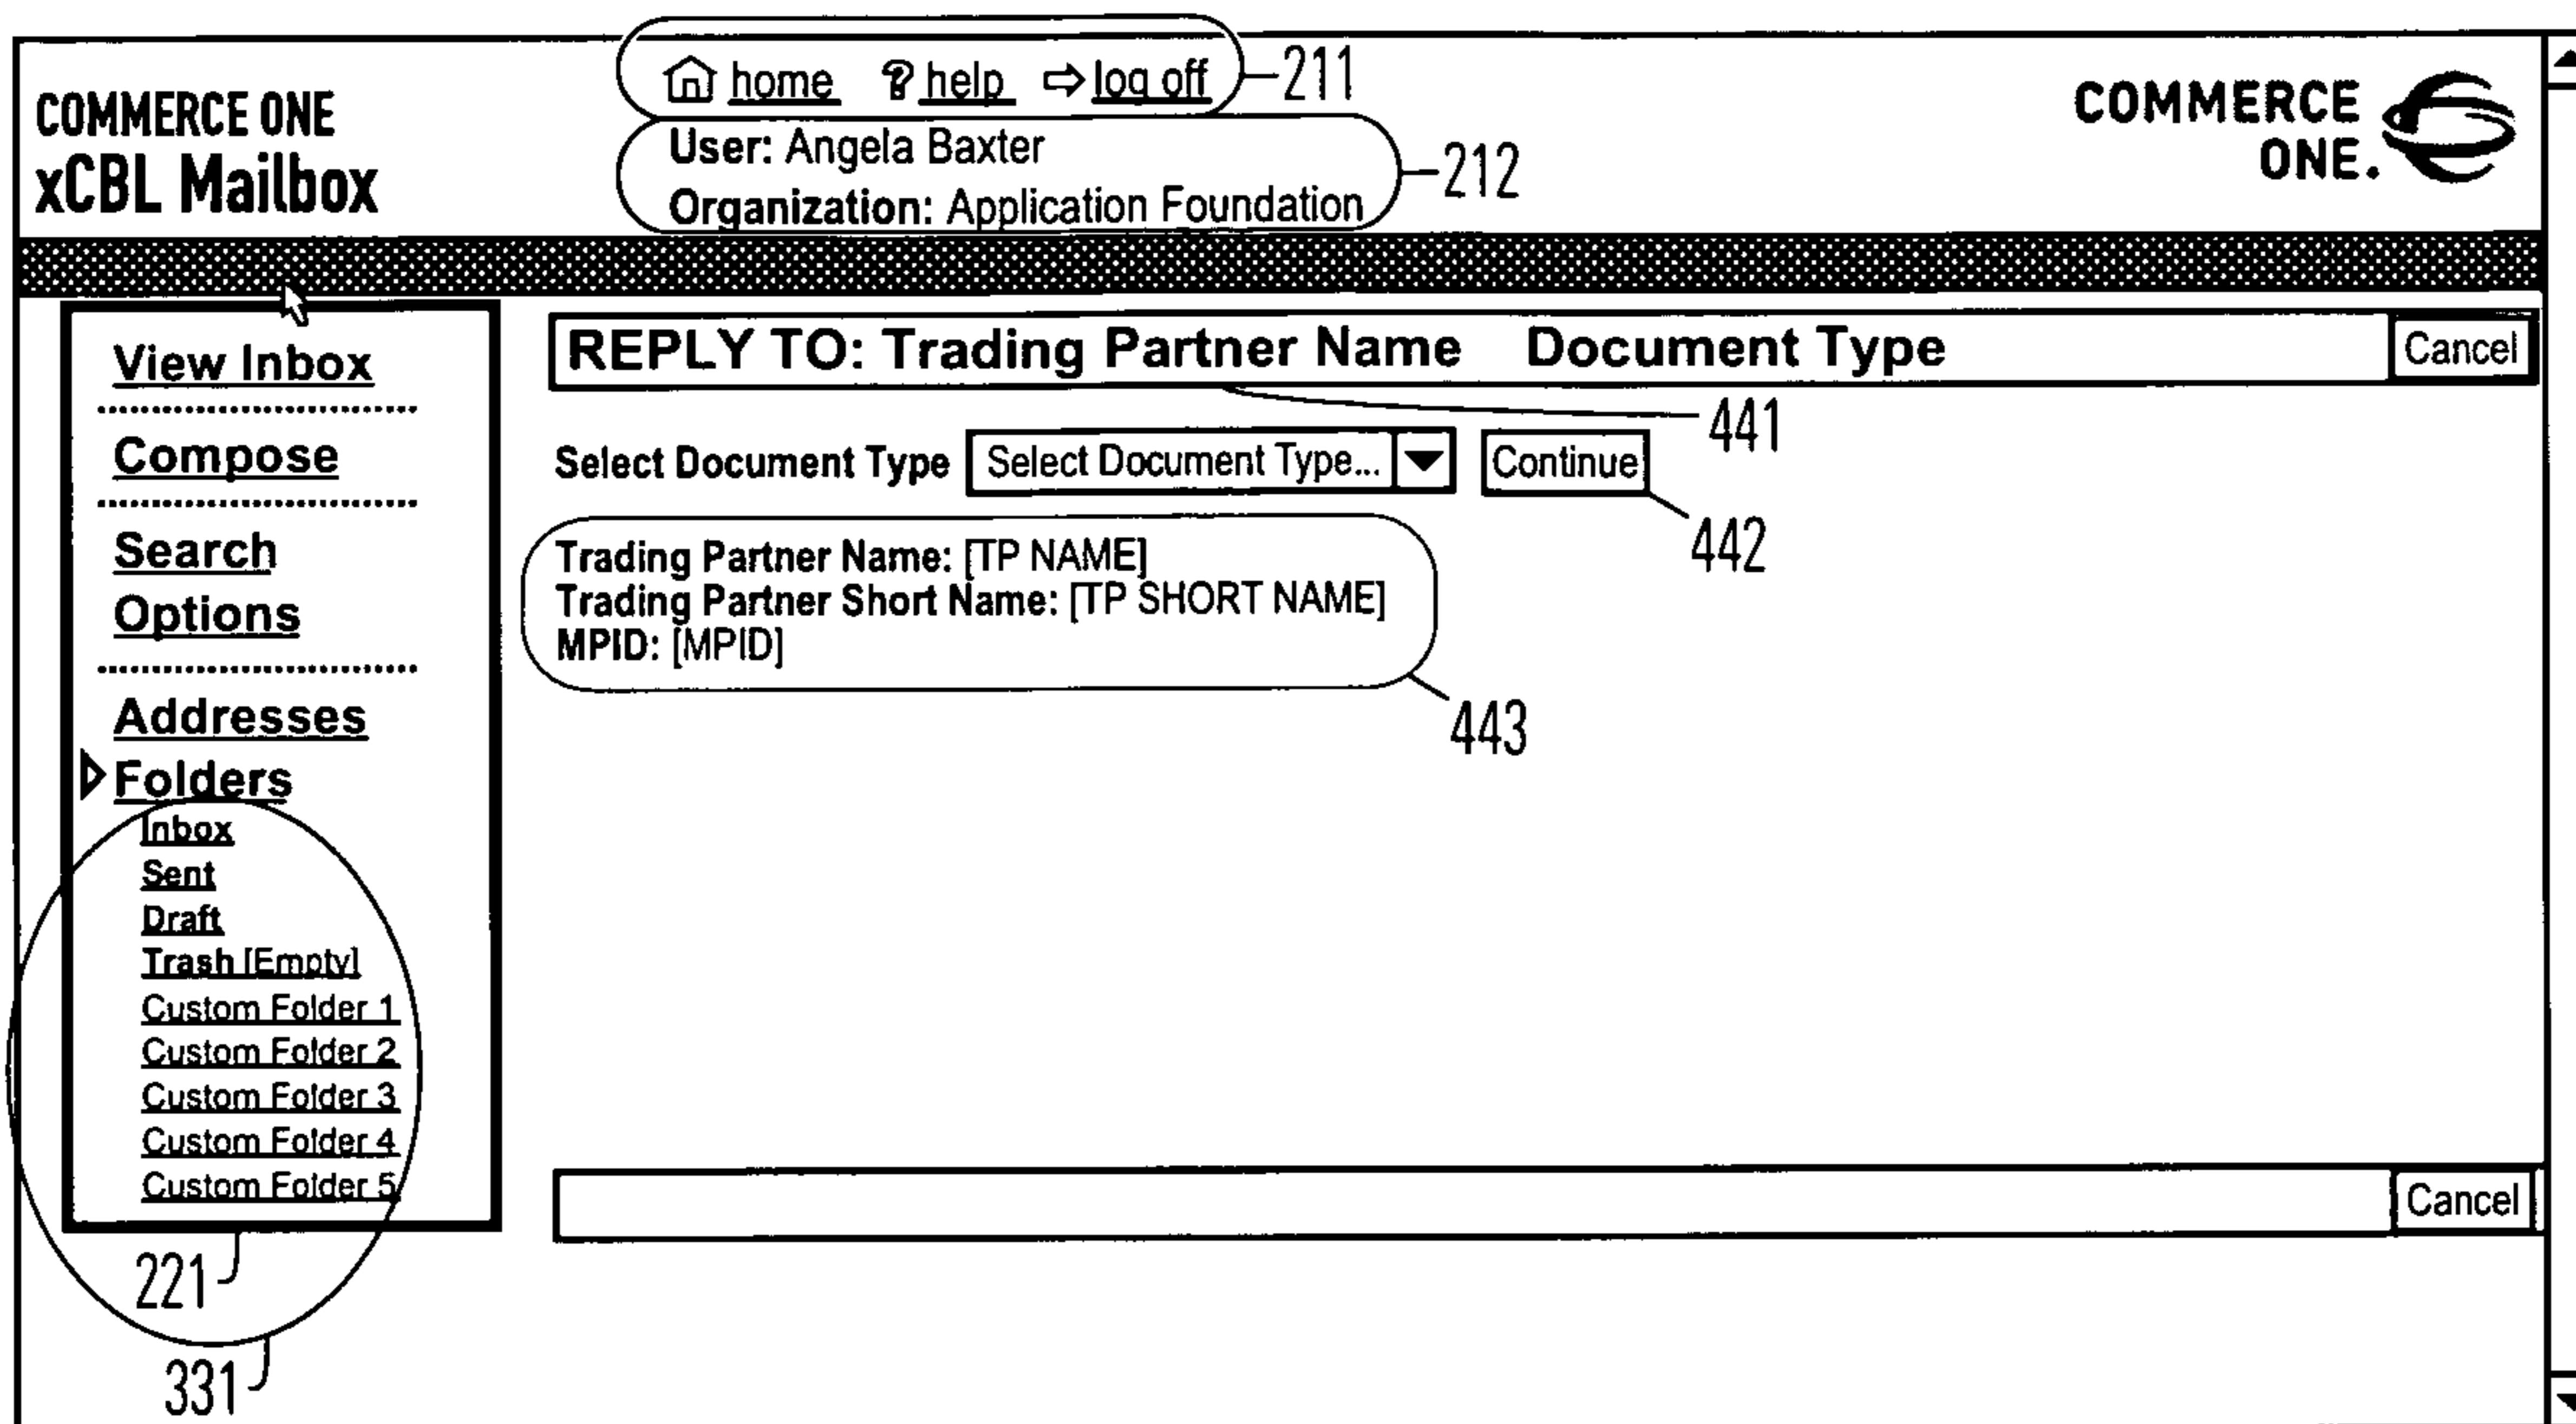 home ? help log off 211
COMMERCE ONE
xCBL Mailbox
User: Angela Baxter
Organization: Application Foundation
212
COMMERCE
ONE.
View Inbox
Compose
Search
Options
Addresses
Folders
Inbox
Sent
Draft
Trash [Empty]
Custom Folder 1
Custom Folder 2
Custom Folder 3
Custom Folder 4
Custom Folder 5
221
331
REPLY TO: Trading Partner Name Document Type Cancel
441
Select Document Type Select Document Type... Continue
442
Trading Partner Name: [TP NAME]
Trading Partner Short Name: [TP SHORT NAME]
MPID: [MPID]
443
Cancel